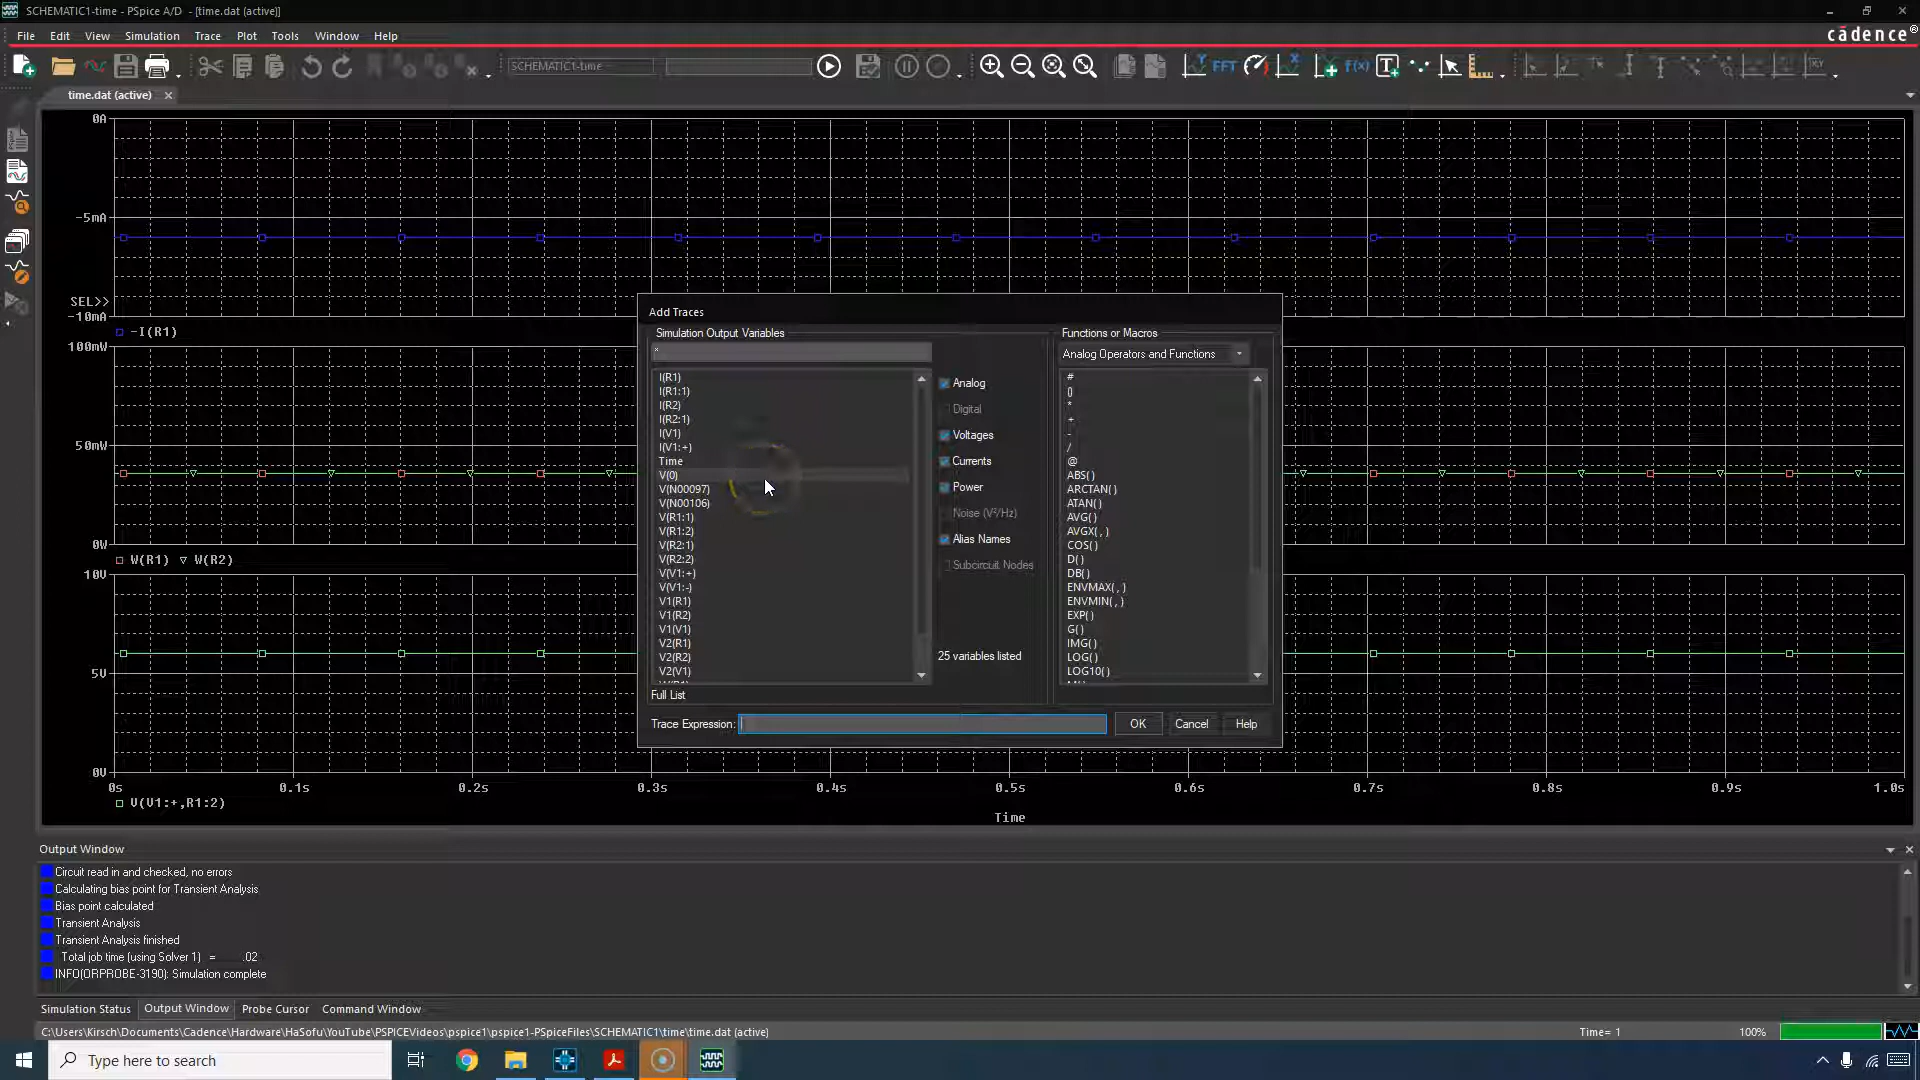 SCHEMATIC1-time - PSpice A/D - [time.dat (active)]
File Edit View Simulation Trace Plot Tools Window Help
cādence®
SCHEMATIC1-time
FFT
f(x)
time.dat (active)
0A
-5mA
SEL>>
-10mA
-I(R1)
100mW
50mW
0W
W(R1) W(R2)
10V
5V
0V
0s 0.1s 0.2s 0.3s 0.4s 0.5s 0.6s 0.7s 0.8s 0.9s 1.0s
V(V1:+,R1:2)
Time
Add Traces
Simulation Output Variables
*
I(R1)
I(R1:1)
I(R2)
I(R2:1)
I(V1)
I(V1:+)
Time
V(0)
V(N00097)
V(N00106)
V(R1:1)
V(R1:2)
V(R2:1)
V(R2:2)
V(V1:+)
V(V1:-)
V1(R1)
V1(R2)
V1(V1)
V2(R1)
V2(R2)
V2(V1)
Full List
Analog
Digital
Voltages
Currents
Power
Noise (V²/Hz)
Alias Names
Subcircuit Nodes
25 variables listed
Functions or Macros
Analog Operators and Functions
#
()
*
+
-
/
@
ABS()
ARCTAN()
ATAN()
AVG()
AVGX(,)
COS()
D()
DB()
ENVMAX(,)
ENVMIN(,)
EXP()
G()
IMG()
LOG()
LOG10()
Trace Expression:
OK Cancel Help
Output Window
Circuit read in and checked, no errors
Calculating bias point for Transient Analysis
Bias point calculated
Transient Analysis
Transient Analysis finished
Total job time (using Solver 1) = .02
INFO(ORPROBE-3190): Simulation complete
Simulation Status Output Window Probe Cursor Command Window
C:\Users\Kirsch\Documents\Cadence\Hardware\HaSofu\YouTube\PSPICEVideos\pspice1\pspice1-PSpiceFiles\SCHEMATIC1\time\time.dat (active)
Time= 1
100%
Type here to search